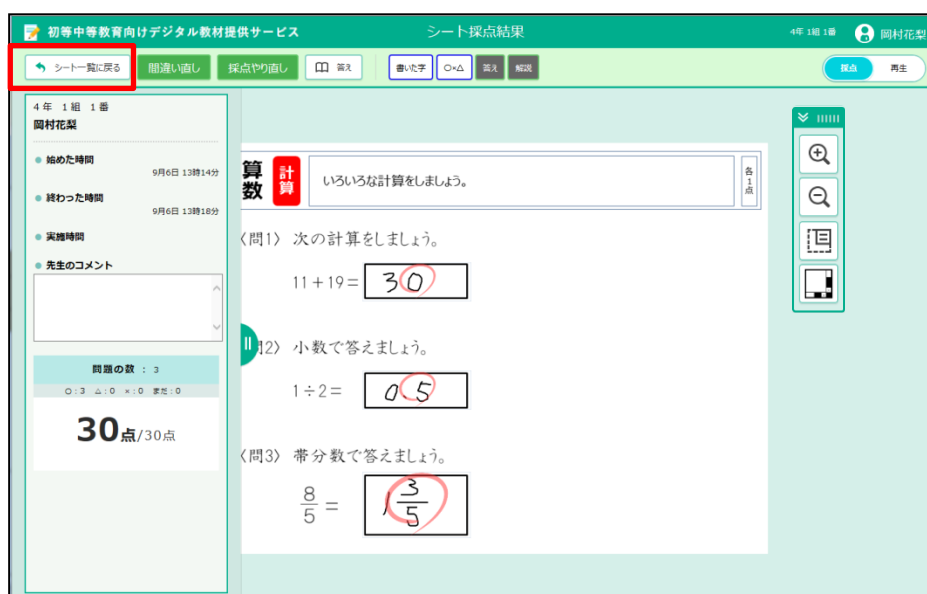 初等中等教育向けデジタル教材提供サービス
シート採点結果
4年 1組 1番
岡村花梨
シート一覧に戻る
間違い直し
採点やり直し
答え
書いた字
○×△
答え
解説
採点
再生
4年 1組 1番
岡村花梨
始めた時間
9月6日 13時14分
終わった時間
9月6日 13時18分
実施時間
先生のコメント
問題の数 : 3
○:3 △:0 ×:0 まだ:0
30点/30点
算数
計算
いろいろな計算をしましょう。
各1点
〈問1〉 次の計算をしましょう。
11+19= 30
問2〉 小数で答えましょう。
1÷2= 0.5
〈問3〉 帯分数で答えましょう。
8/5 = 1 3/5